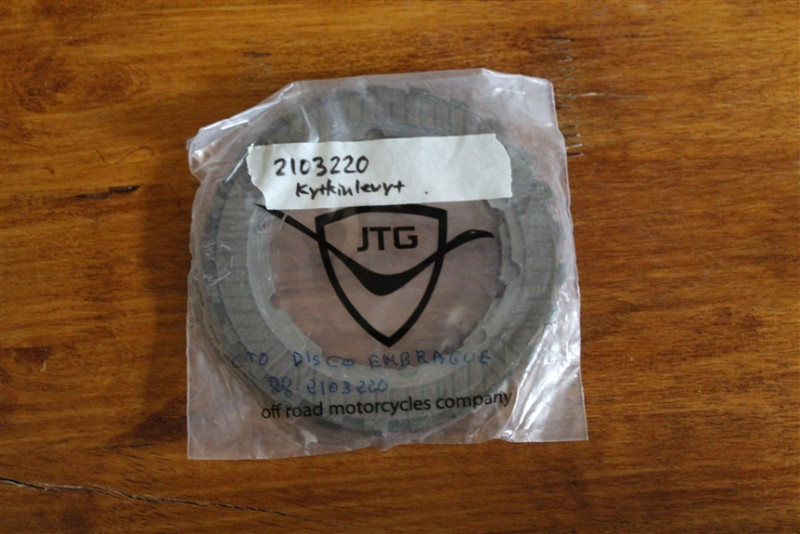 2103220
Kytkinlevyt
JTG
CTO DISCO EMBRAGUE
2103220
off road motorcycles company